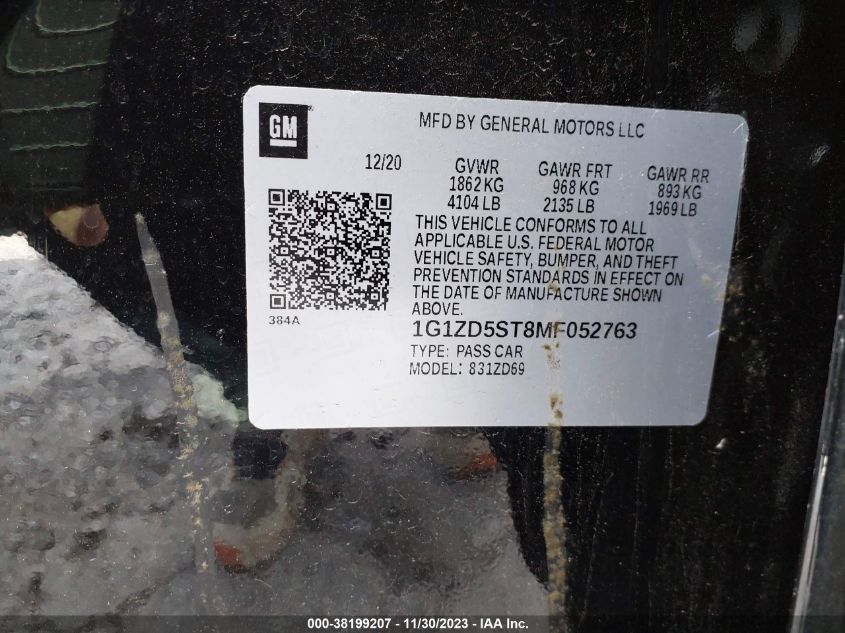 GM
MFD BY GENERAL MOTORS LLC
12/20
GVWR GAWR FRT GAWR RR
1862 KG 968 KG 893 KG
4104 LB 2135 LB 1969 LB
THIS VEHICLE CONFORMS TO ALL
APPLICABLE U.S. FEDERAL MOTOR
VEHICLE SAFETY, BUMPER, AND THEFT
PREVENTION STANDARDS IN EFFECT ON
THE DATE OF MANUFACTURE SHOWN
ABOVE.
384A
1G1ZD5ST8MF052763
TYPE: PASS CAR
MODEL: 831ZD69
000-38199207 - 11/30/2023 - IAAI.com